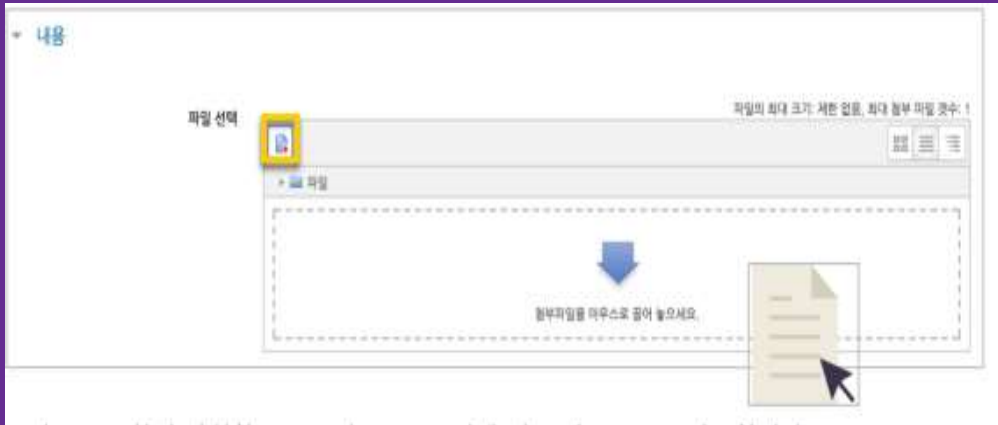 내용
파일의 최대 크기: 제한 없음, 최대 첨부 파일 갯수: 1
파일 선택
파일
첨부파일을 마우스로 끌어 놓으세요.